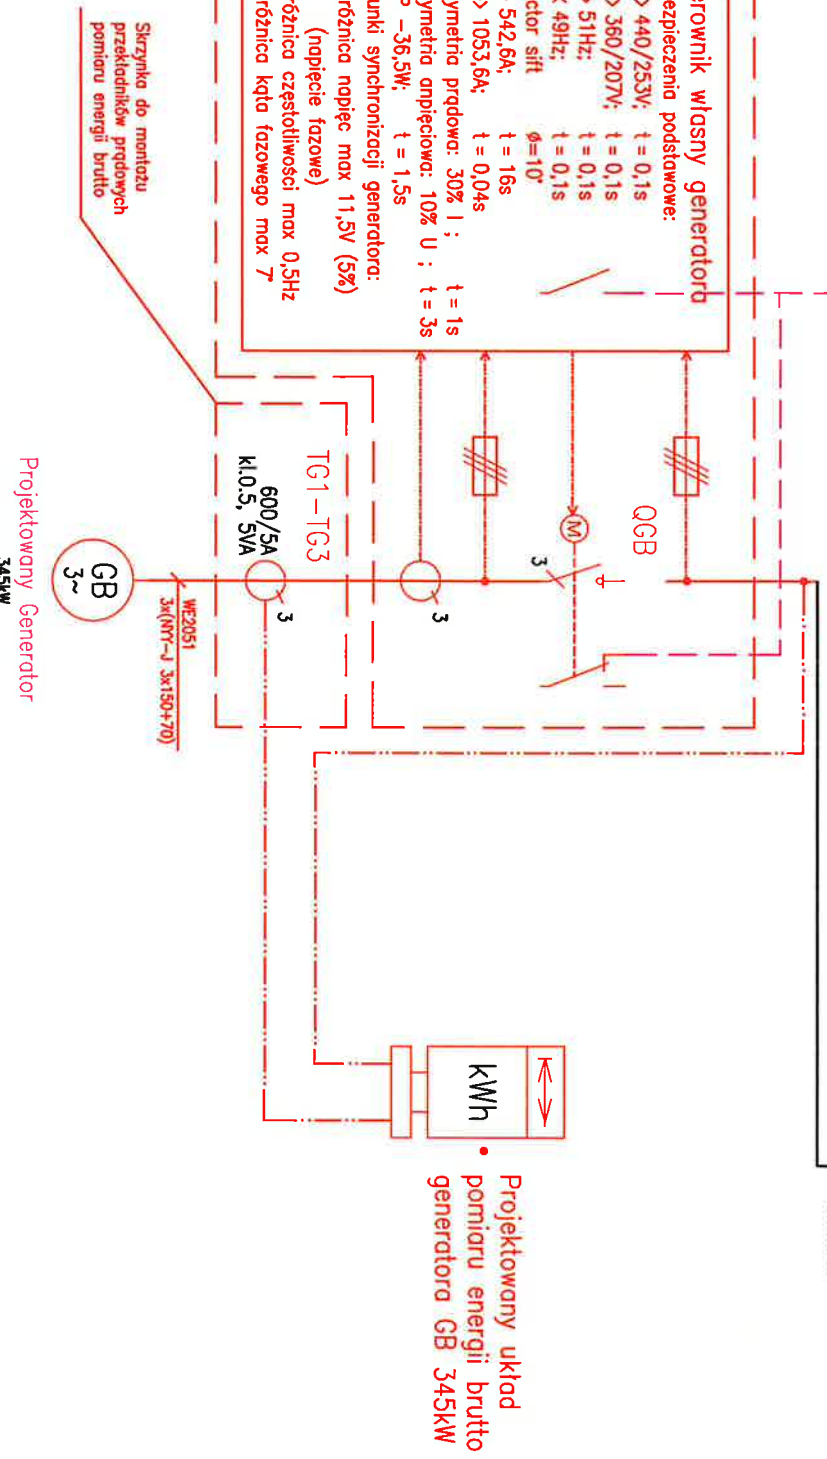 erownik własny generatora
ezpieczenia podstawowe:
> 440/253V; t = 0,1s
> 360/207V; t = 0,1s
> 51Hz; t = 0,1s
< 49Hz; t = 0,1s
ctor sift ø=10°
542,6A; t = 16s
> 1053,6A; t = 0,04s
ymetria prądowa: 30% I ; t = 1s
ymetria anpięciowa: 10% U ; t = 3s
P -36,5W; t = 1,5s
unki synchronizacji generatora:
różnica napięc max 11,5V (5%)
(napięcie fazowe)
różnica częstotliwości max 0,5Hz
różnica kąta fazowego max 7°
Skrzynka do montażu
przekładników prądowych
pomiaru energii brutto
QGB
M
3
3
TG1-TG3
600/5A
kl.0.5, 5VA
3
WE2051
3x(NYY-J 3x150+70)
GB
3~
Projektowany Generator
345kW
kWh
Projektowany układ
pomiaru energii brutto
generatora GB 345kW